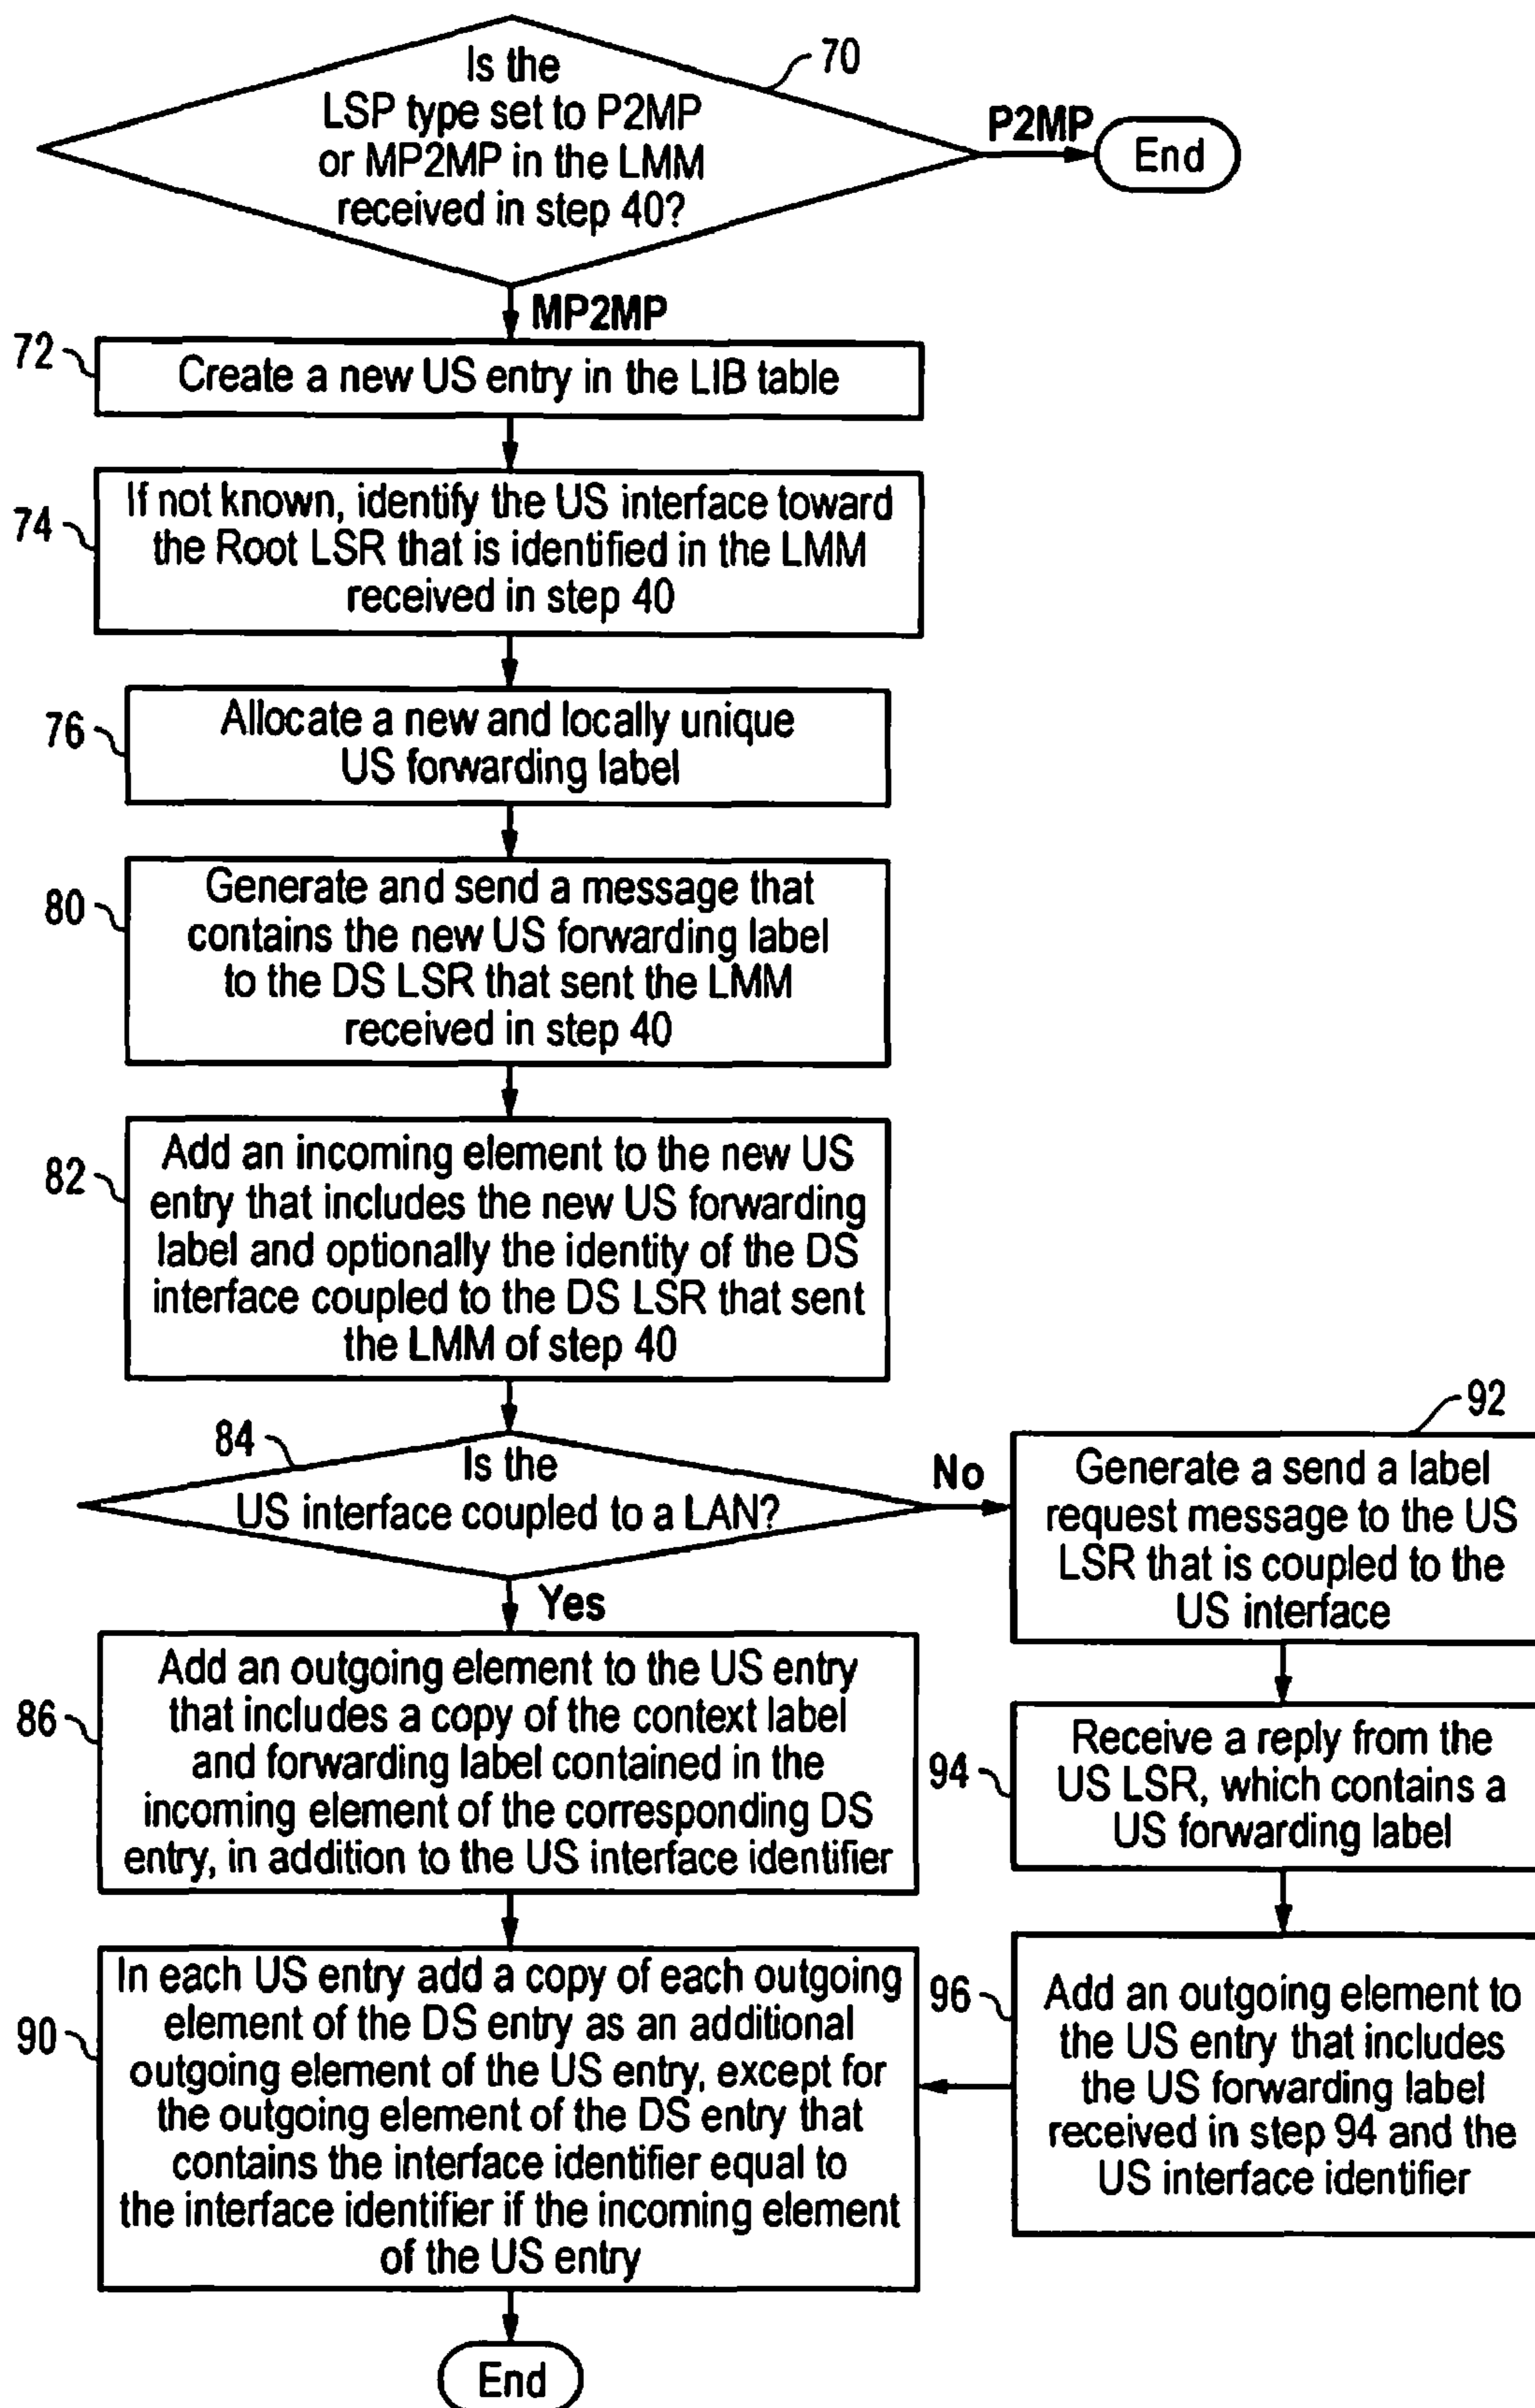 Is the
LSP type set to P2MP
or MP2MP in the LMM
received in step 40?
70
P2MP
End
MP2MP
72
Create a new US entry in the LIB table
74
If not known, identify the US interface toward
the Root LSR that is identified in the LMM
received in step 40
76
Allocate a new and locally unique
US forwarding label
80
Generate and send a message that
contains the new US forwarding label
to the DS LSR that sent the LMM
received in step 40
82
Add an incoming element to the new US
entry that includes the new US forwarding
label and optionally the identity of the DS
interface coupled to the DS LSR that sent
the LMM of step 40
84
Is the
US interface coupled to a LAN?
No
Yes
92
Generate a send a label
request message to the US
LSR that is coupled to the
US interface
86
Add an outgoing element to the US entry
that includes a copy of the context label
and forwarding label contained in the
incoming element of the corresponding DS
entry, in addition to the US interface identifier
94
Receive a reply from the
US LSR, which contains a
US forwarding label
90
In each US entry add a copy of each outgoing
element of the DS entry as an additional
outgoing element of the US entry, except for
the outgoing element of the DS entry that
contains the interface identifier equal to
the interface identifier if the incoming element
of the US entry
96
Add an outgoing element to
the US entry that includes
the US forwarding label
received in step 94 and the
US interface identifier
End